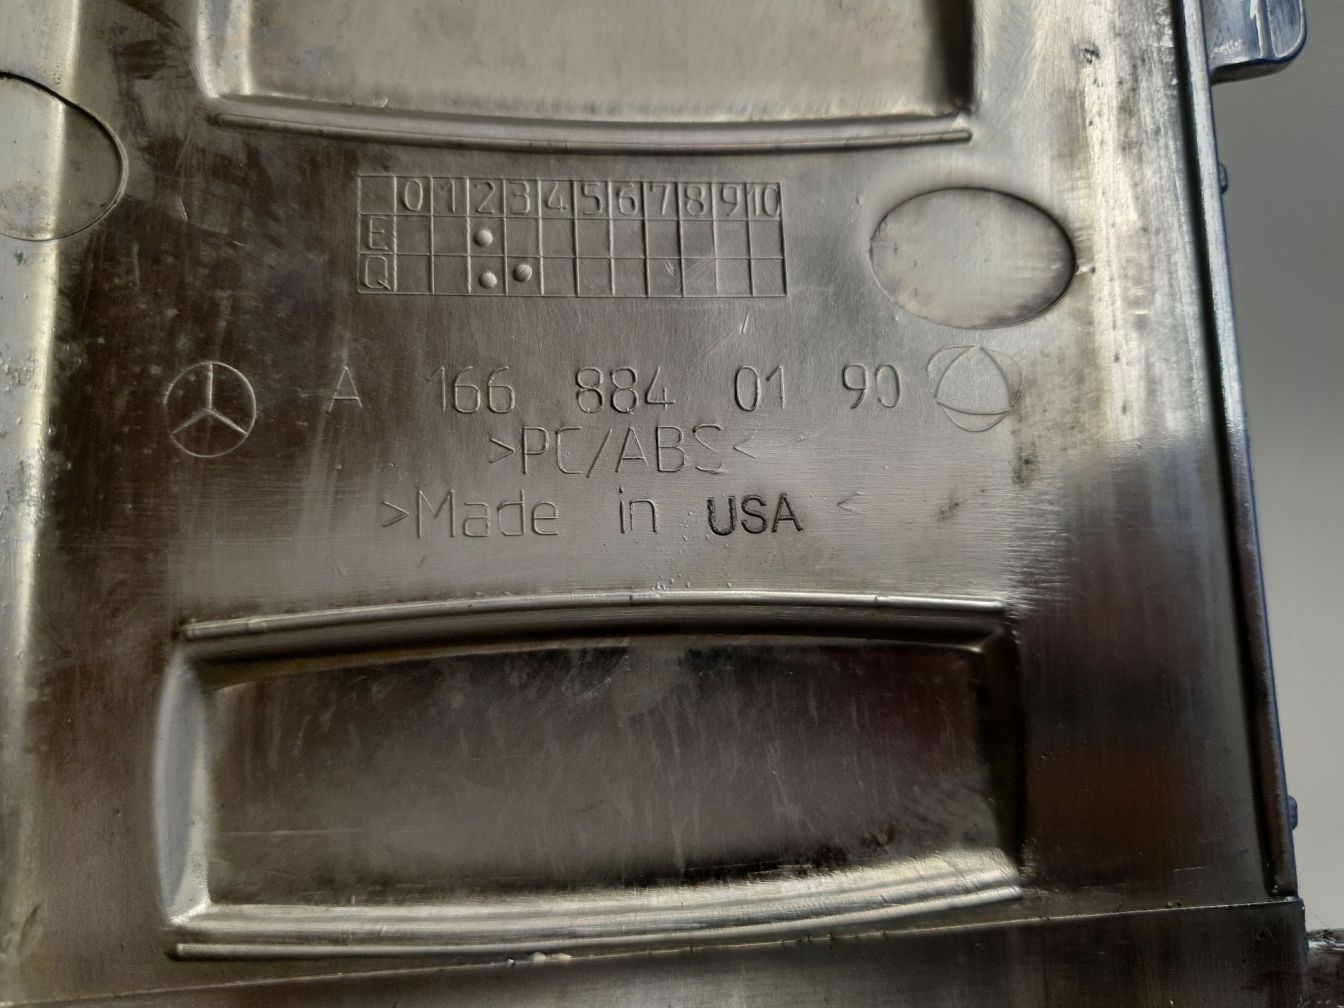 0 1 2 3 4 5 6 7 8 9 10
E
Q
A 166 884 01 90
>PC/ABS<
>Made in USA <